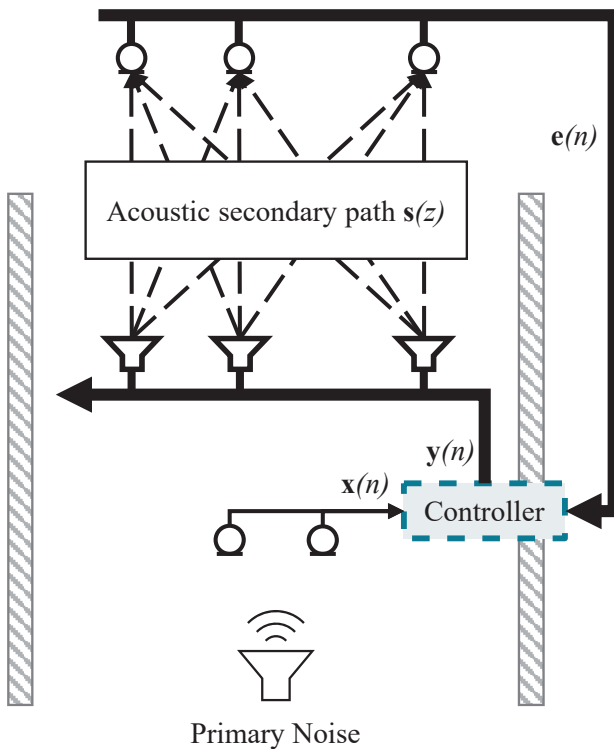 e(n)
Acoustic secondary path s(z)
y(n)
x(n)
Controller
Primary Noise